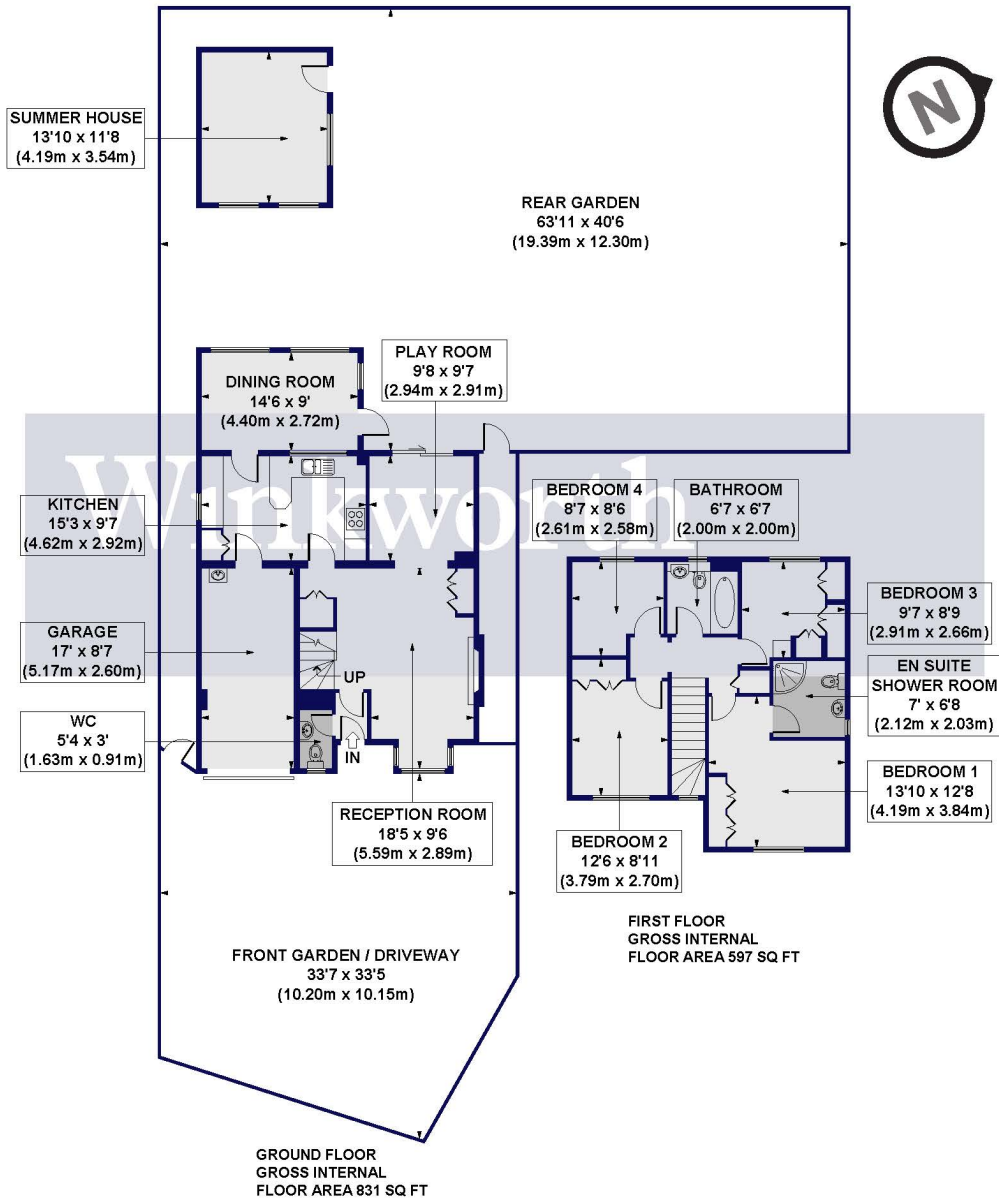 N
SUMMER HOUSE
13'10 x 11'8
(4.19m x 3.54m)
REAR GARDEN
63'11 x 40'6
(19.39m x 12.30m)
PLAY ROOM
9'8 x 9'7
(2.94m x 2.91m)
DINING ROOM
14'6 x 9'
(4.40m x 2.72m)
Winkworth
KITCHEN
15'3 x 9'7
(4.62m x 2.92m)
BEDROOM 4
8'7 x 8'6
(2.61m x 2.58m)
BATHROOM
6'7 x 6'7
(2.00m x 2.00m)
BEDROOM 3
9'7 x 8'9
(2.91m x 2.66m)
GARAGE
17' x 8'7
(5.17m x 2.60m)
UP
EN SUITE
SHOWER ROOM
7' x 6'8
(2.12m x 2.03m)
WC
5'4 x 3'
(1.63m x 0.91m)
IN
BEDROOM 1
13'10 x 12'8
(4.19m x 3.84m)
RECEPTION ROOM
18'5 x 9'6
(5.59m x 2.89m)
BEDROOM 2
12'6 x 8'11
(3.79m x 2.70m)
FIRST FLOOR
GROSS INTERNAL
FLOOR AREA 597 SQ FT
FRONT GARDEN / DRIVEWAY
33'7 x 33'5
(10.20m x 10.15m)
GROUND FLOOR
GROSS INTERNAL
FLOOR AREA 831 SQ FT